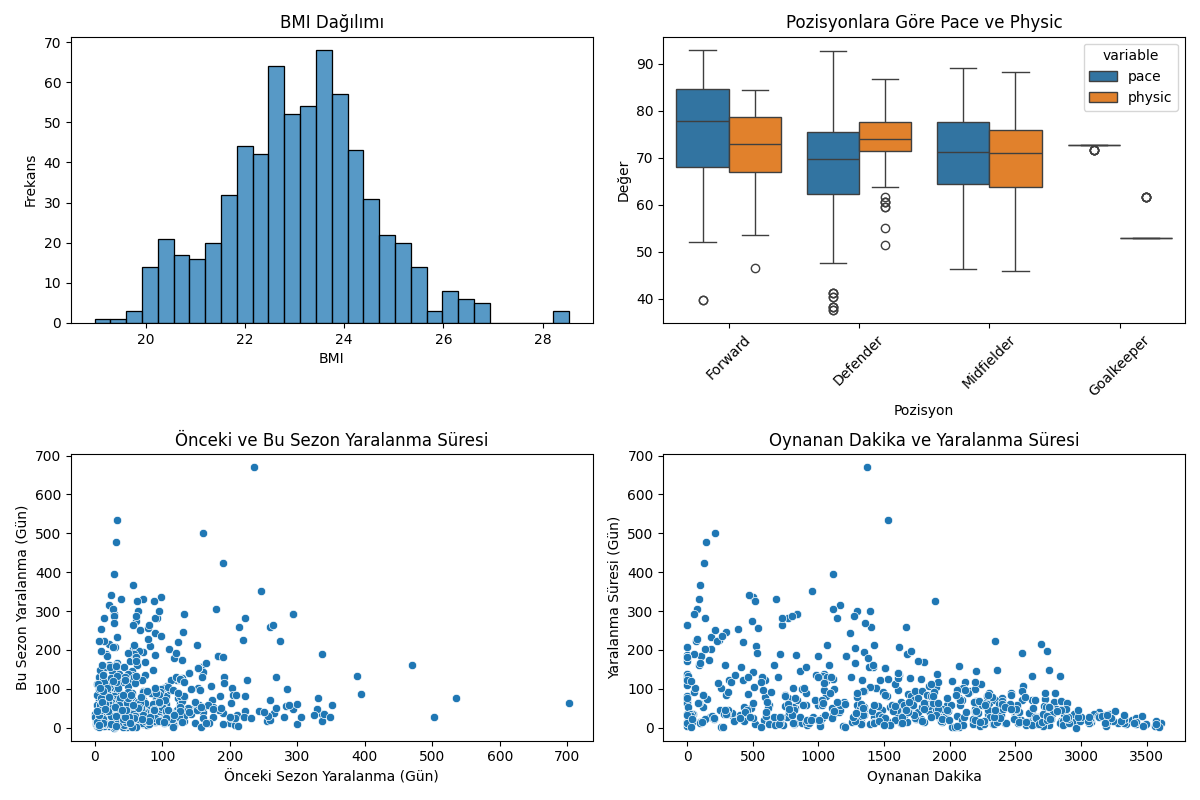 BMI Dağılımı
70
60
50
40
30
20
10
0
Frekans
20 22 24 26 28
BMI
Pozisyonlara Göre Pace ve Physic
90
80
70
60
50
40
Değer
variable
pace
physic
Forward
Defender
Midfielder
Goalkeeper
Pozisyon
Önceki ve Bu Sezon Yaralanma Süresi
700
600
500
400
300
200
100
0
Bu Sezon Yaralanma (Gün)
0 100 200 300 400 500 600 700
Önceki Sezon Yaralanma (Gün)
Oynanan Dakika ve Yaralanma Süresi
700
600
500
400
300
200
100
0
Yaralanma Süresi (Gün)
0 500 1000 1500 2000 2500 3000 3500
Oynanan Dakika